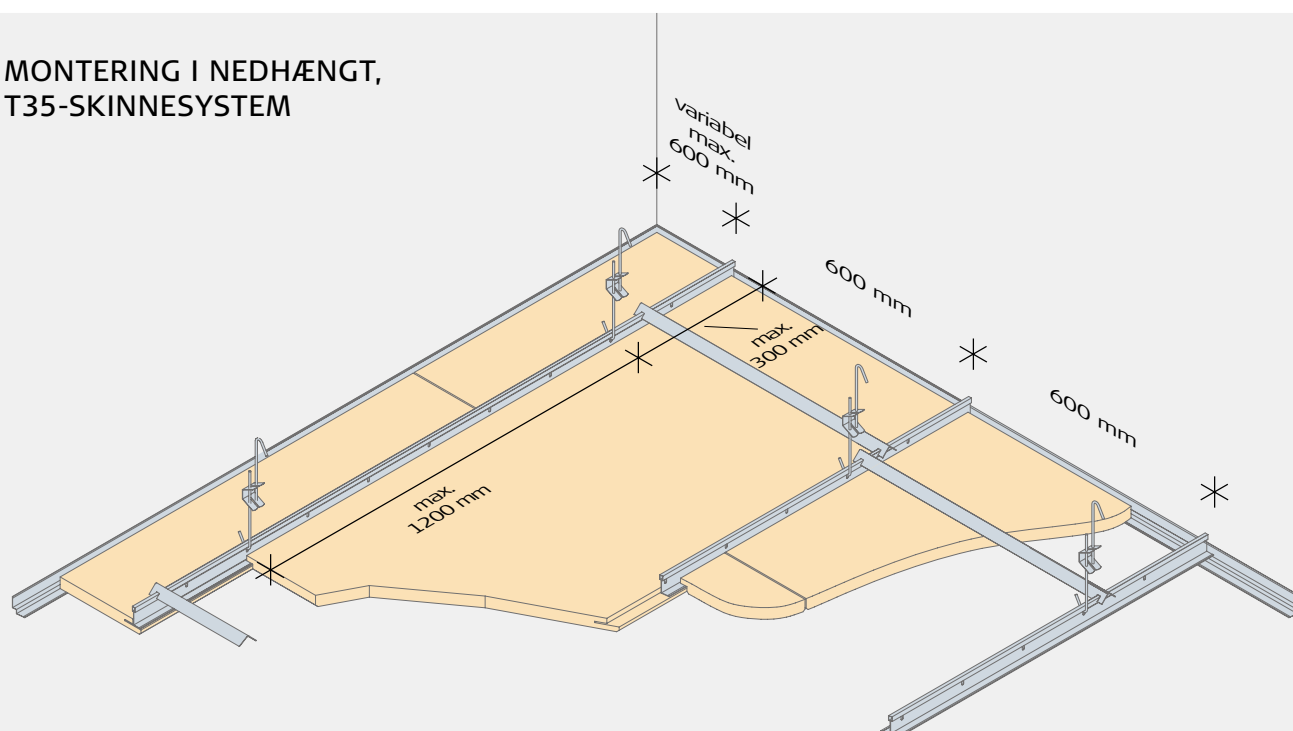 MONTERING I NEDHÆNGT,
T35-SKINNESYSTEM
variabel
max.
600 mm
600 mm
max.
300 mm
600 mm
max.
1200 mm